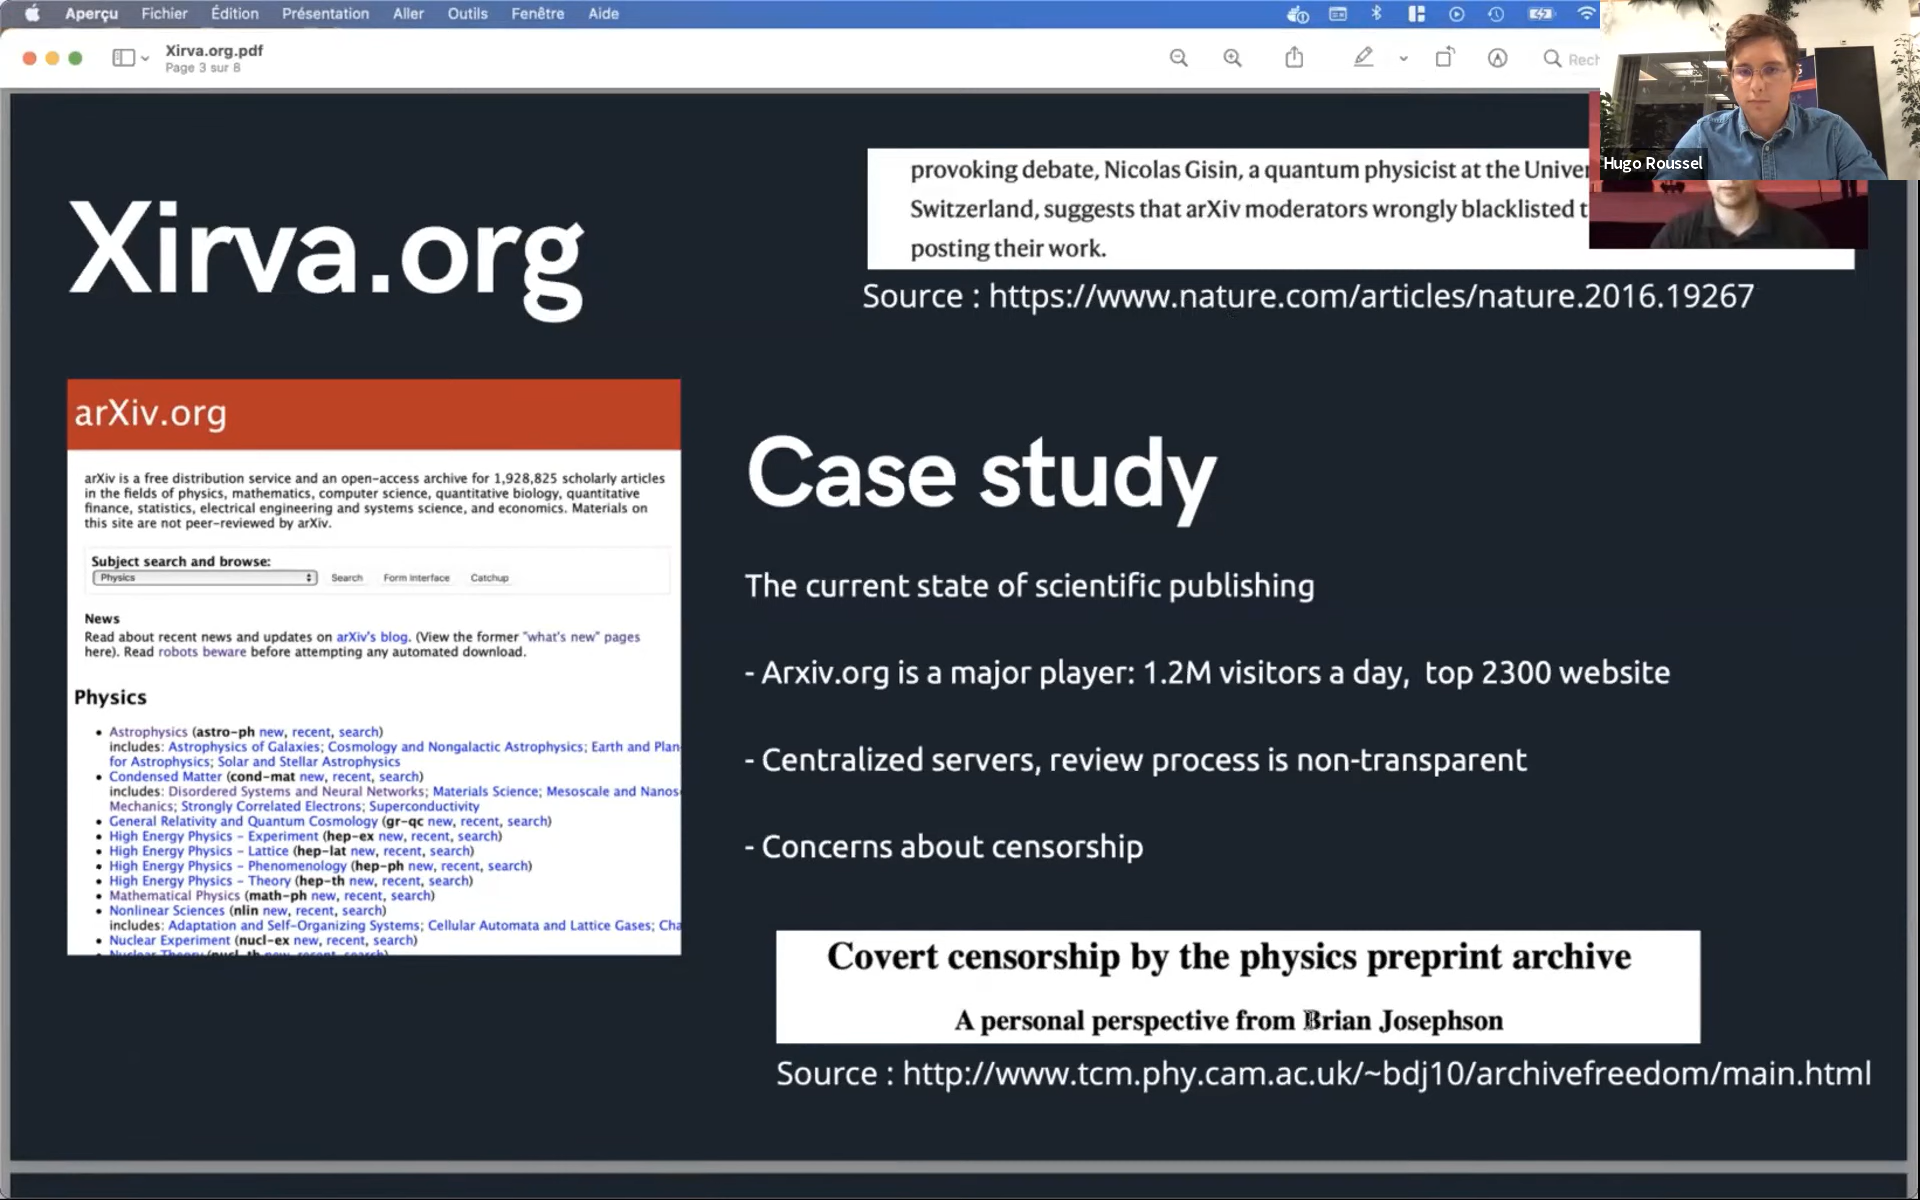 Aperçu Fichier Édition Présentation Aller Outils Fenêtre Aide
Xirva.org.pdf
Page 3 sur 8
Rech
Hugo Roussel
Xirva.org
provoking debate, Nicolas Gisin, a quantum physicist at the
Switzerland, suggests that arXiv moderators wrongly blacklisted
posting their work.
Source : https://www.nature.com/articles/nature.2016.19267
arXiv.org
arXiv is a free distribution service and an open-access archive for 1,928,825 scholarly articles
in the fields of physics, mathematics, computer science, quantitative biology, quantitative
finance, statistics, electrical engineering and systems science, and economics. Materials on
this site are not peer-reviewed by arXiv.
Subject search and browse:
Physics Search Form interface Catchup
News
Read about recent news and updates on arXiv's blog. (View the former "what's new" pages
here). Read robots beware before attempting any automated download.
Physics
• Astrophysics (astro-ph new, recent, search)
includes: Astrophysics of Galaxies; Cosmology and Nongalactic Astrophysics; Earth and Plan
for Astrophysics; Solar and Stellar Astrophysics
• Condensed Matter (cond-mat new, recent, search)
includes: Disordered Systems and Neural Networks; Materials Science; Mesoscale and Nanos
Mechanics; Strongly Correlated Electrons; Superconductivity
• General Relativity and Quantum Cosmology (gr-qc new, recent, search)
• High Energy Physics - Experiment (hep-ex new, recent, search)
• High Energy Physics - Lattice (hep-lat new, recent, search)
• High Energy Physics - Phenomenology (hep-ph new, recent, search)
• High Energy Physics - Theory (hep-th new, recent, search)
• Mathematical Physics (math-ph new, recent, search)
• Nonlinear Sciences (nlin new, recent, search)
includes: Adaptation and Self-Organizing Systems; Cellular Automata and Lattice Gases; Cha
• Nuclear Experiment (nucl-ex new, recent, search)
• Nuclear Theory (nucl-th new, recent, search)
Case study
The current state of scientific publishing
- Arxiv.org is a major player: 1.2M visitors a day, top 2300 website
- Centralized servers, review process is non-transparent
- Concerns about censorship
Covert censorship by the physics preprint archive
A personal perspective from Brian Josephson
Source : http://www.tcm.phy.cam.ac.uk/~bdj10/archivefreedom/main.html